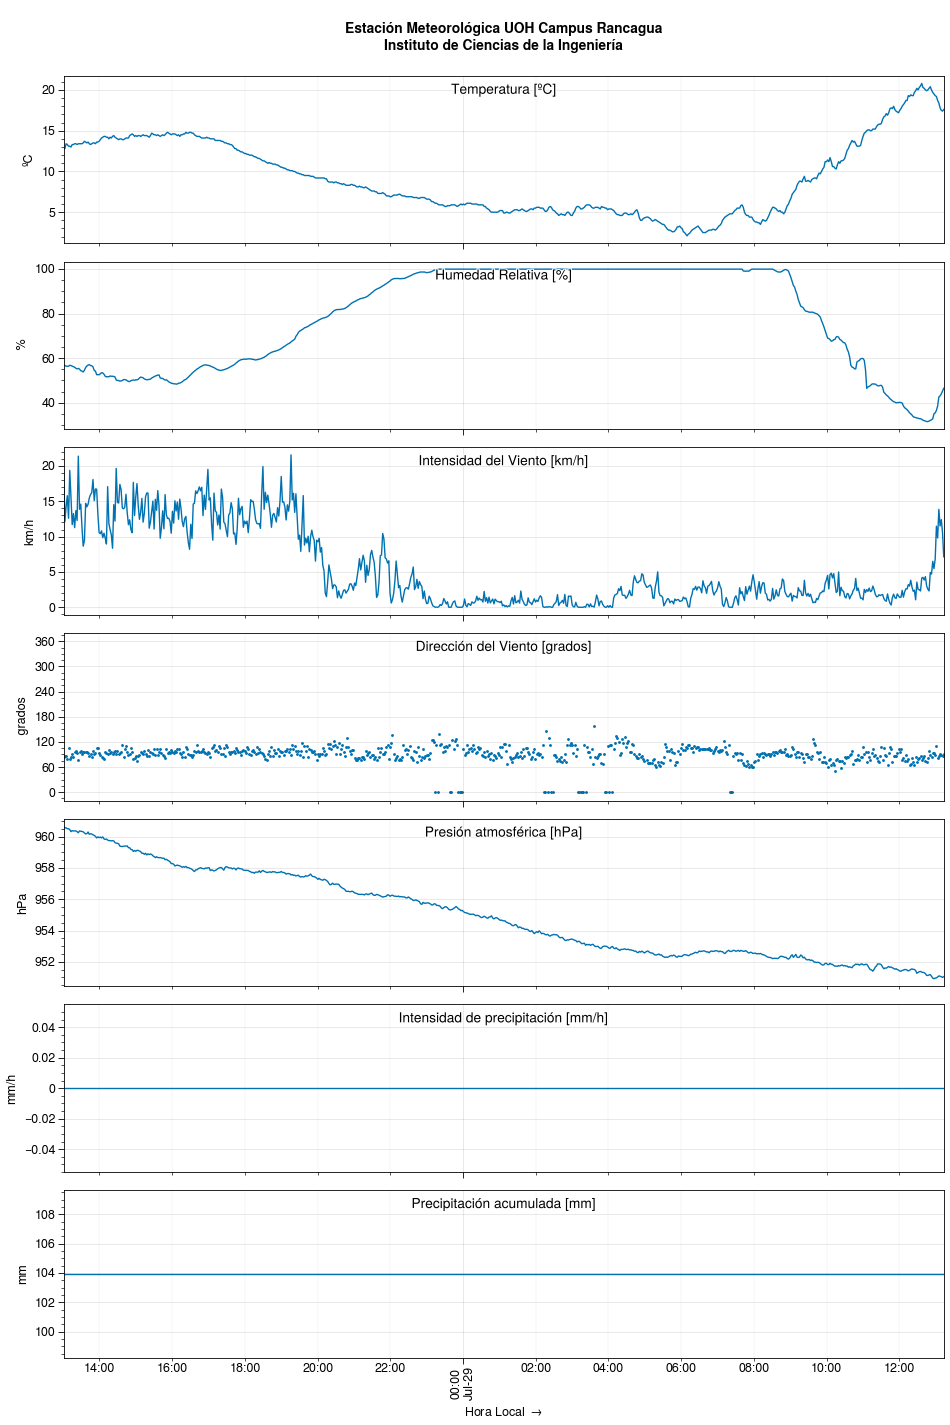 Estación Meteorológica UOH Campus Rancagua
Instituto de Ciencias de la Ingeniería
Temperatura [ºC]
20
15
10
5
ºC
Humedad Relativa [%]
100
80
60
40
%
Intensidad del Viento [km/h]
20
15
10
5
0
km/h
Dirección del Viento [grados]
360
300
240
180
120
60
0
grados
Presión atmosférica [hPa]
960
958
956
954
952
hPa
Intensidad de precipitación [mm/h]
0.04
0.02
0
−0.02
−0.04
mm/h
Precipitación acumulada [mm]
108
106
104
102
100
mm
14:00 16:00 18:00 20:00 22:00 00:00 02:00 04:00 06:00 08:00 10:00 12:00
Jul-29
Hora Local →